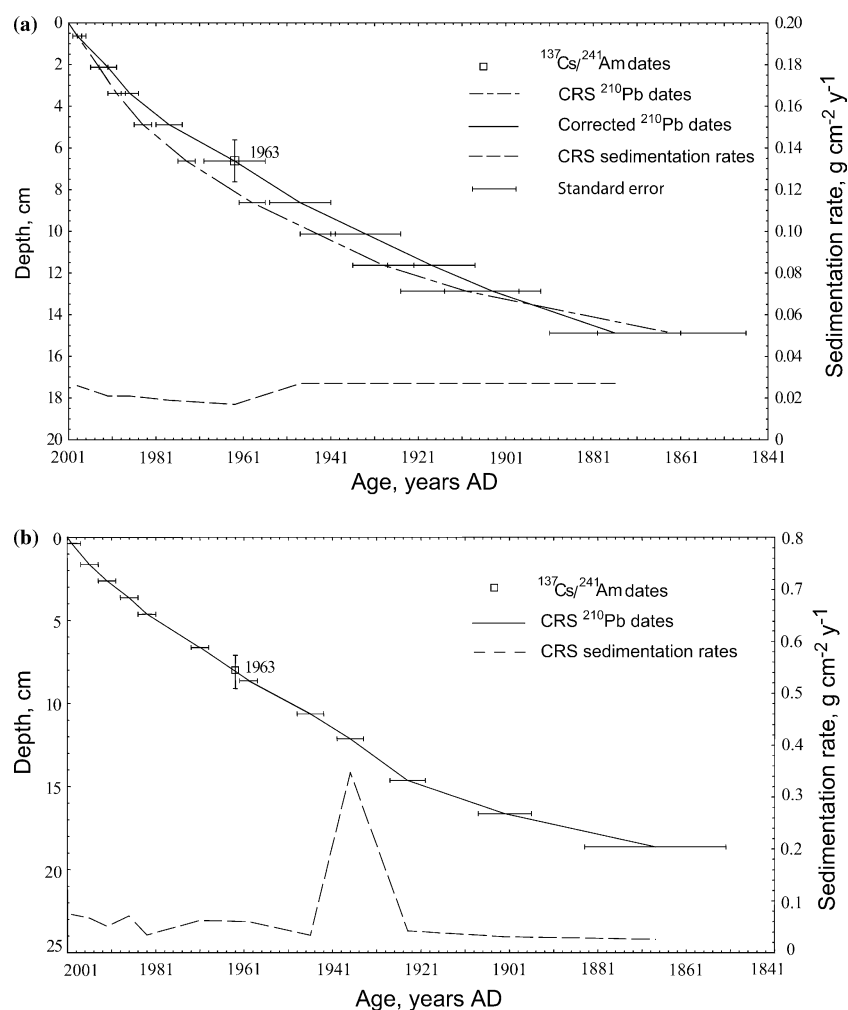 (a)
0
2
4
6
8
10
12
14
16
18
20
Depth, cm
0.20
0.18
0.16
0.14
0.12
0.10
0.08
0.06
0.04
0.02
0
Sedimentation rate, g cm⁻² y⁻¹
¹³⁷Cs/²⁴¹Am dates
CRS ²¹⁰Pb dates
Corrected ²¹⁰Pb dates
CRS sedimentation rates
Standard error
1963
2001 1981 1961 1941 1921 1901 1881 1861 1841
Age, years AD
(b)
0
5
10
15
20
25
Depth, cm
0.8
0.7
0.6
0.5
0.4
0.3
0.2
0.1
0
Sedimentation rate, g cm⁻² y⁻¹
¹³⁷Cs/²⁴¹Am dates
CRS ²¹⁰Pb dates
CRS sedimentation rates
1963
2001 1981 1961 1941 1921 1901 1881 1861 1841
Age, years AD